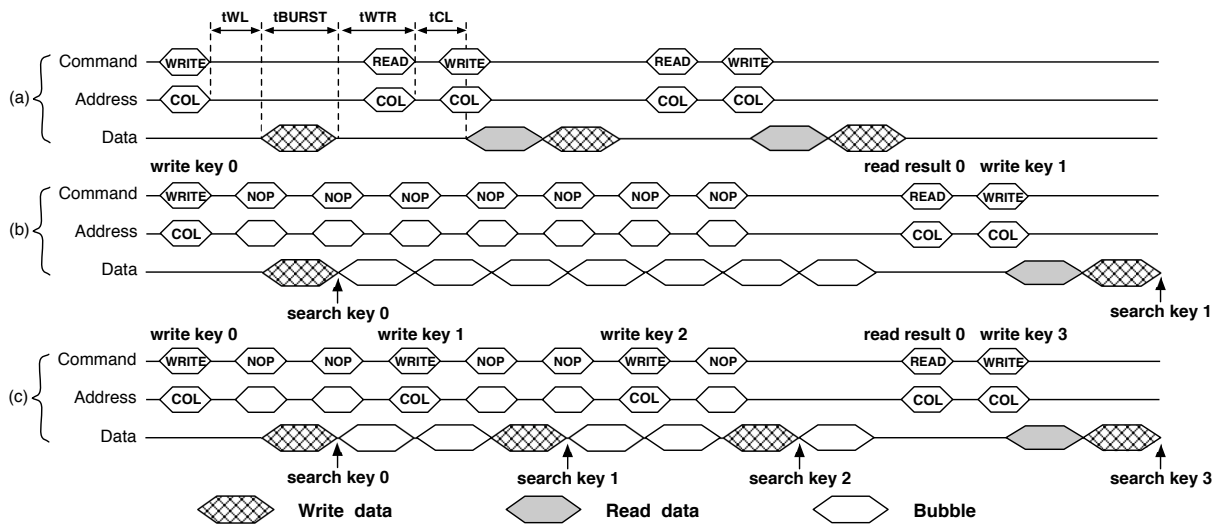 tWL tBURST tWTR tCL
(a)
Command WRITE READ WRITE READ WRITE
Address COL COL COL COL COL
Data
write key 0 read result 0 write key 1
(b)
Command WRITE NOP NOP NOP NOP NOP NOP NOP READ WRITE
Address COL COL COL
Data
search key 0 search key 1
write key 0 write key 1 write key 2 read result 0 write key 3
(c)
Command WRITE NOP NOP WRITE NOP NOP WRITE NOP READ WRITE
Address COL COL COL COL COL
Data
search key 0 search key 1 search key 2 search key 3
Write data Read data Bubble